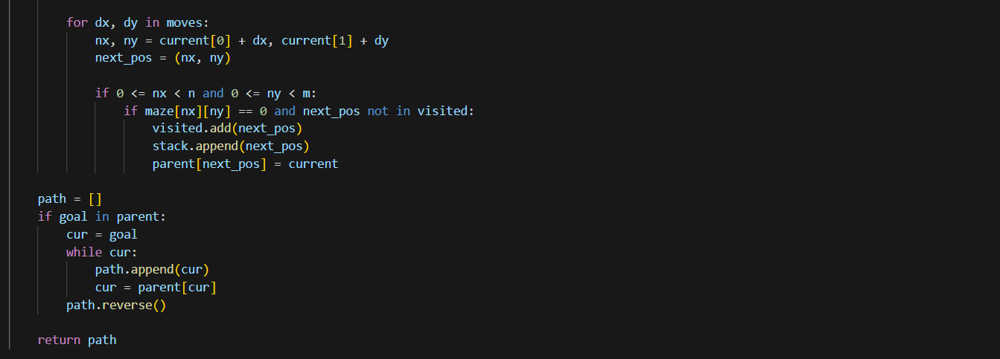 for dx, dy in moves:
nx, ny = current[0] + dx, current[1] + dy
next_pos = (nx, ny)
if 0 <= nx < n and 0 <= ny < m:
if maze[nx][ny] == 0 and next_pos not in visited:
visited.add(next_pos)
stack.append(next_pos)
parent[next_pos] = current
path = []
if goal in parent:
cur = goal
while cur:
path.append(cur)
cur = parent[cur]
path.reverse()
return path